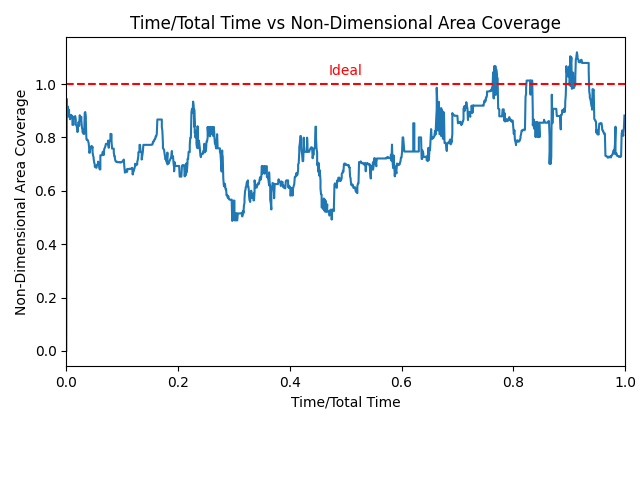 Time/Total Time vs Non-Dimensional Area Coverage
Ideal
1.0
0.8
0.6
0.4
0.2
0.0
Non-Dimensional Area Coverage
0.0 0.2 0.4 0.6 0.8 1.0
Time/Total Time